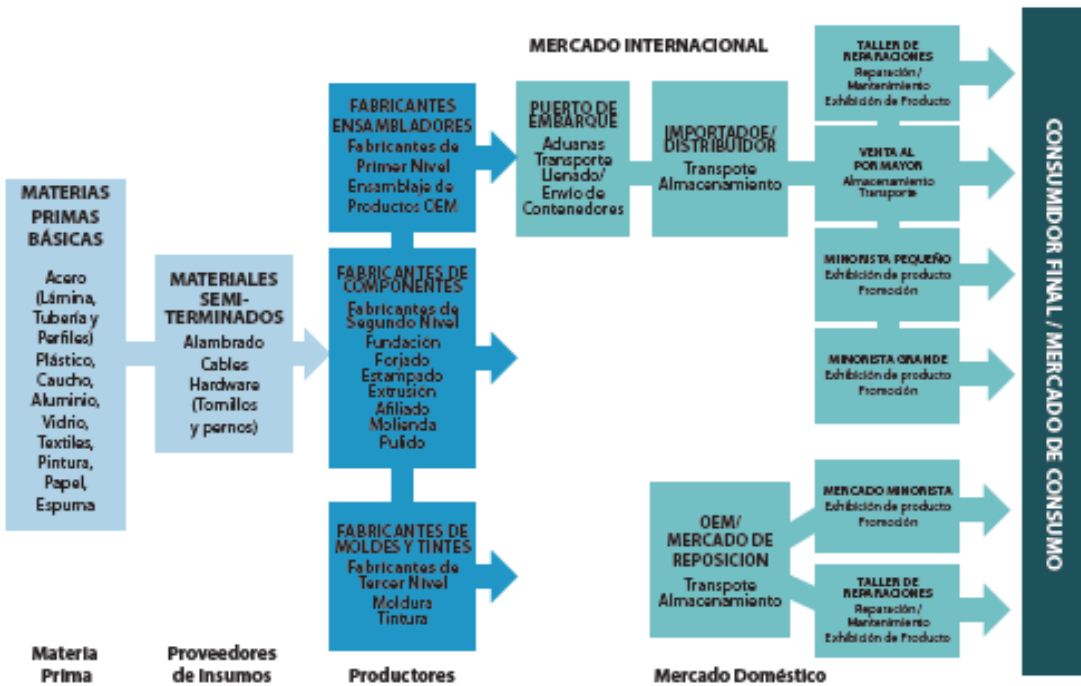 MATERIAS
PRIMAS
BÁSICAS
Acero
(Lámina,
Tubería y
Perfiles)
Plástico,
Caucho,
Aluminio,
Vidrio,
Textiles,
Pintura,
Papel,
Espuma
Materia
Prima
MATERIALES
SEMI-
TERMINADOS
Alambrado
Cables
Hardware
(Tornillos
y pernos)
Proveedores
de Insumos
FABRICANTES
ENSAMBLADORES
Fabricantes de
Primer Nivel
Ensamblaje de
Productos OEM
FABRICANTES DE
COMPONENTES
Fabricantes de
Segundo Nivel
Fundación
Forjado
Estampado
Extrusión
Afiliado
Molienda
Pulido
FABRICANTES DE
MOLDES Y TINTES
Fabricantes de
Tercer Nivel
Moldura
Tintura
Productores
MERCADO INTERNACIONAL
PUERTO DE
EMBARQUE
Aduanas
Transporte
Llenado/
Envío de
Contenedores
IMPORTADOE/
DISTRIBUIDOR
Transpote
Almacenamiento
TALLER DE
REPARACIONES
Reparación/
Mantenimiento
Exhibición de Producto
VENTA AL
POR MAYOR
Almacenamiento
Transporte
MINORISTA PEQUEÑO
Exhibición de producto
Promoción
MINORISTA GRANDE
Exhibición de producto
Promoción
OEM/
MERCADO DE
REPOSICION
Transpote
Almacenamiento
MERCADO MINORISTA
Exhibición de producto
Promoción
TALLER DE
REPARACIONES
Reparación/
Mantenimiento
Exhibición de Producto
Mercado Doméstico
CONSUMIDOR FINAL / MERCADO DE CONSUMO